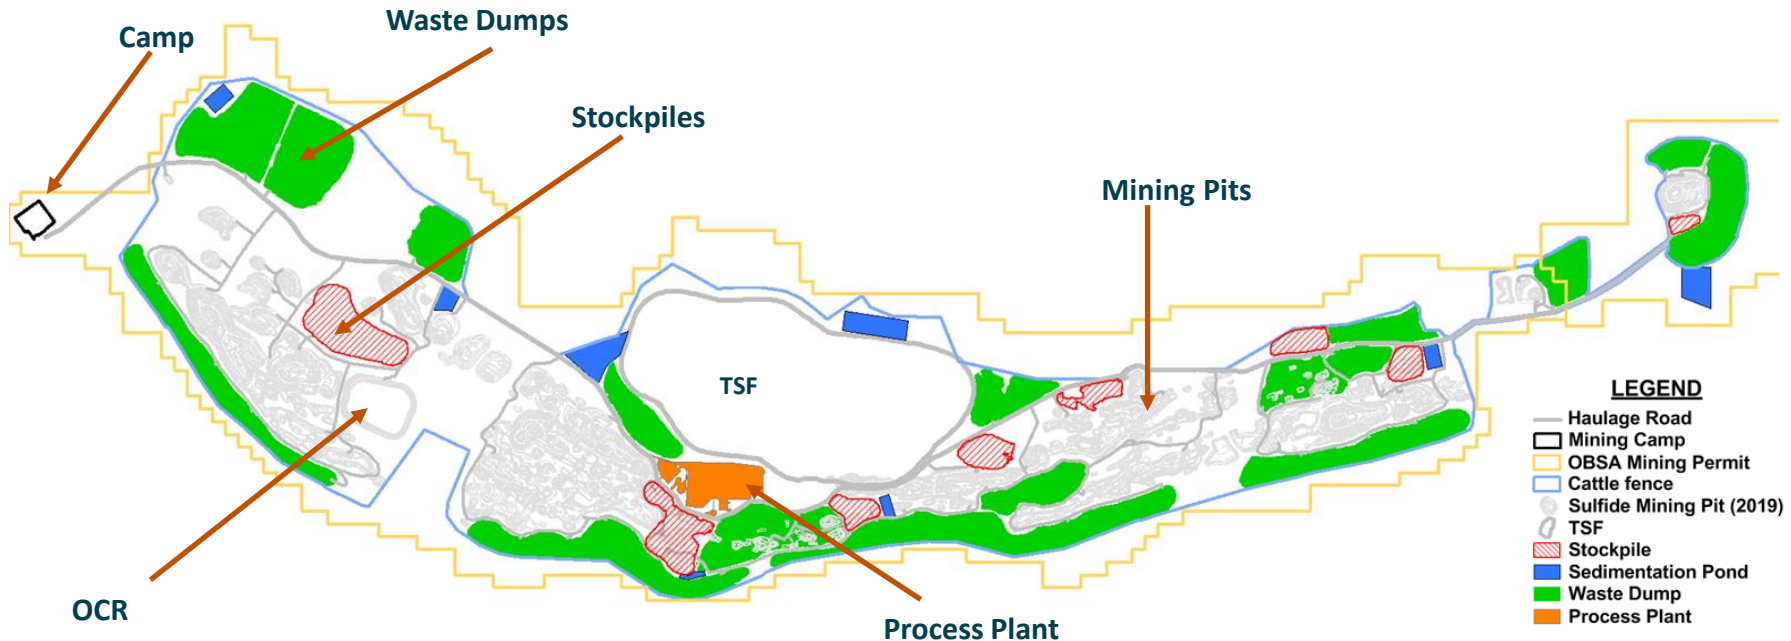 Waste Dumps
Camp
Stockpiles
Mining Pits
TSF
OCR
Process Plant
LEGEND
Haulage Road
Mining Camp
OBSA Mining Permit
Cattle fence
Sulfide Mining Pit (2019)
TSF
Stockpile
Sedimentation Pond
Waste Dump
Process Plant